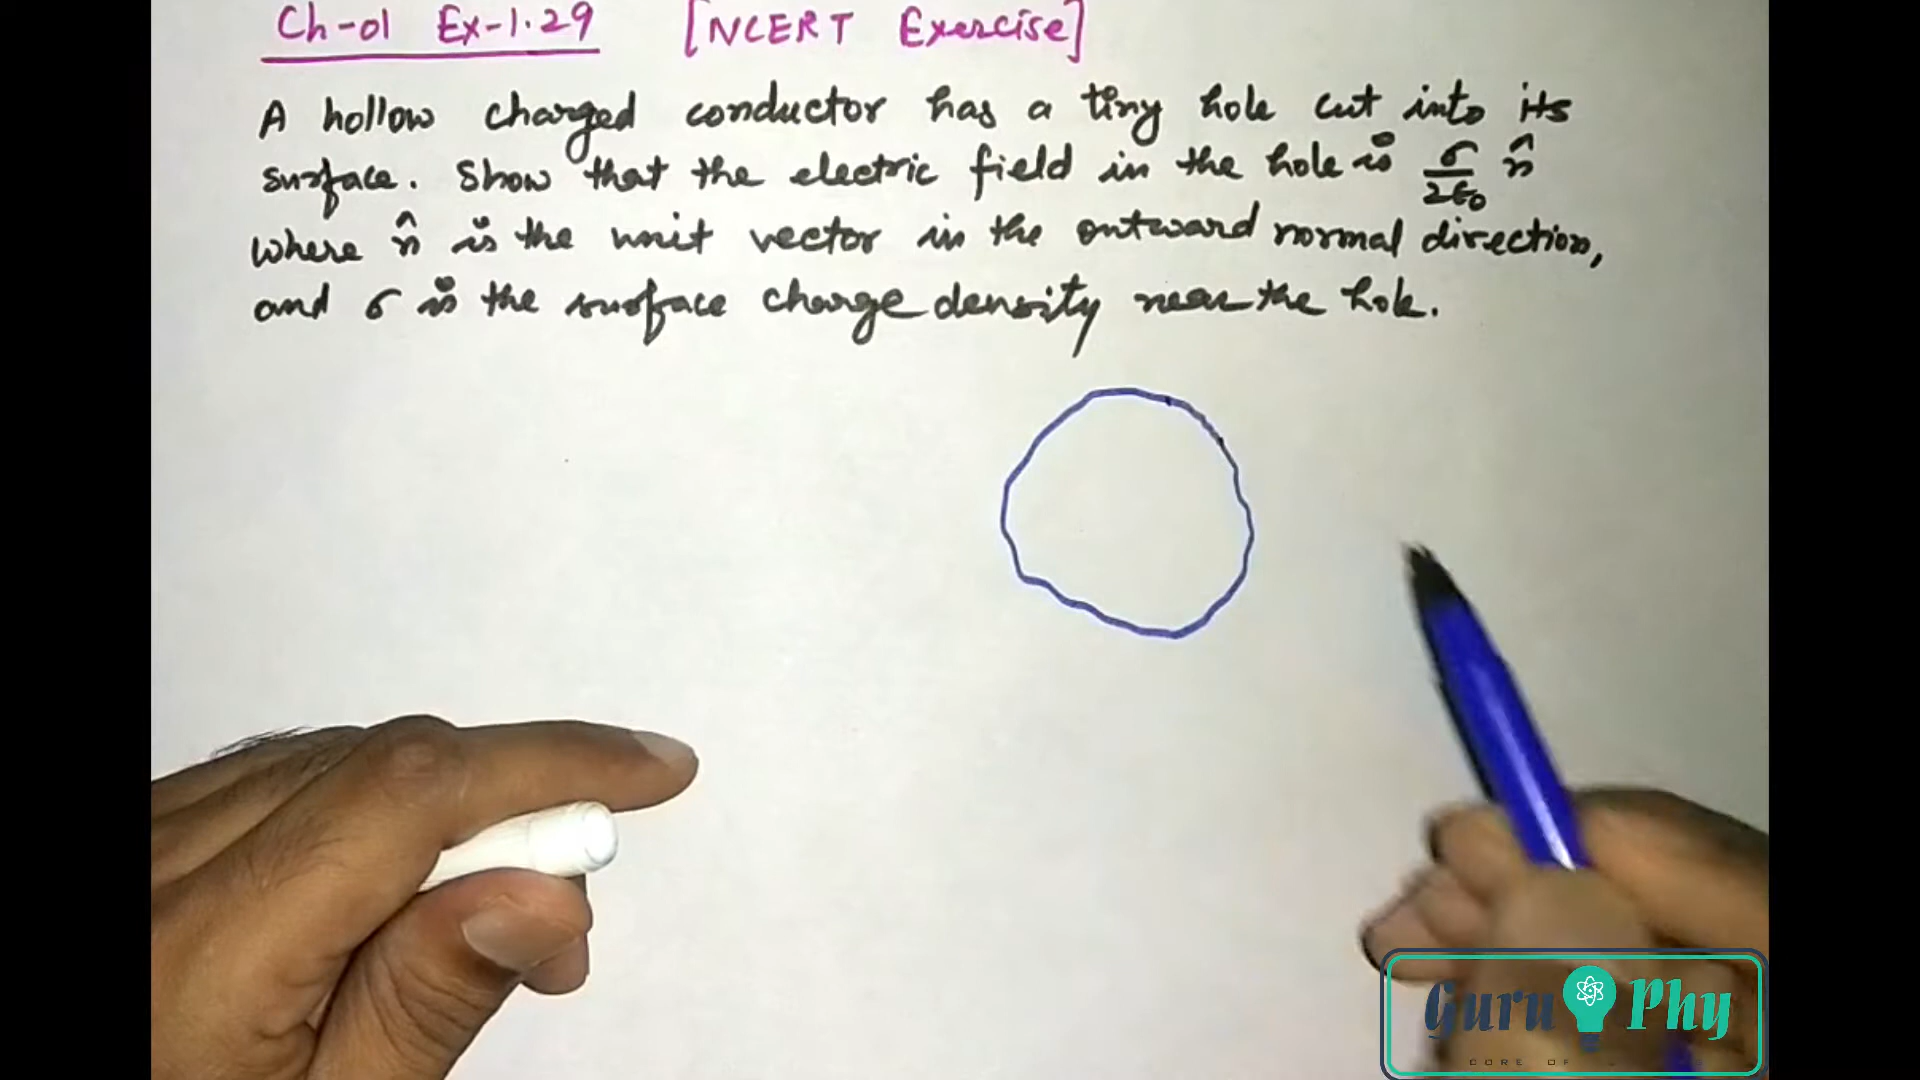 Ch-01 Ex-1.29 [NCERT Exercise]
A hollow charged conductor has a tiny hole cut into its
surface. Show that the electric field in the hole is σ/2ε₀ n̂
where n̂ is the unit vector in the outward normal direction,
and σ is the surface charge density near the hole.
Guru Phy
CORE OF